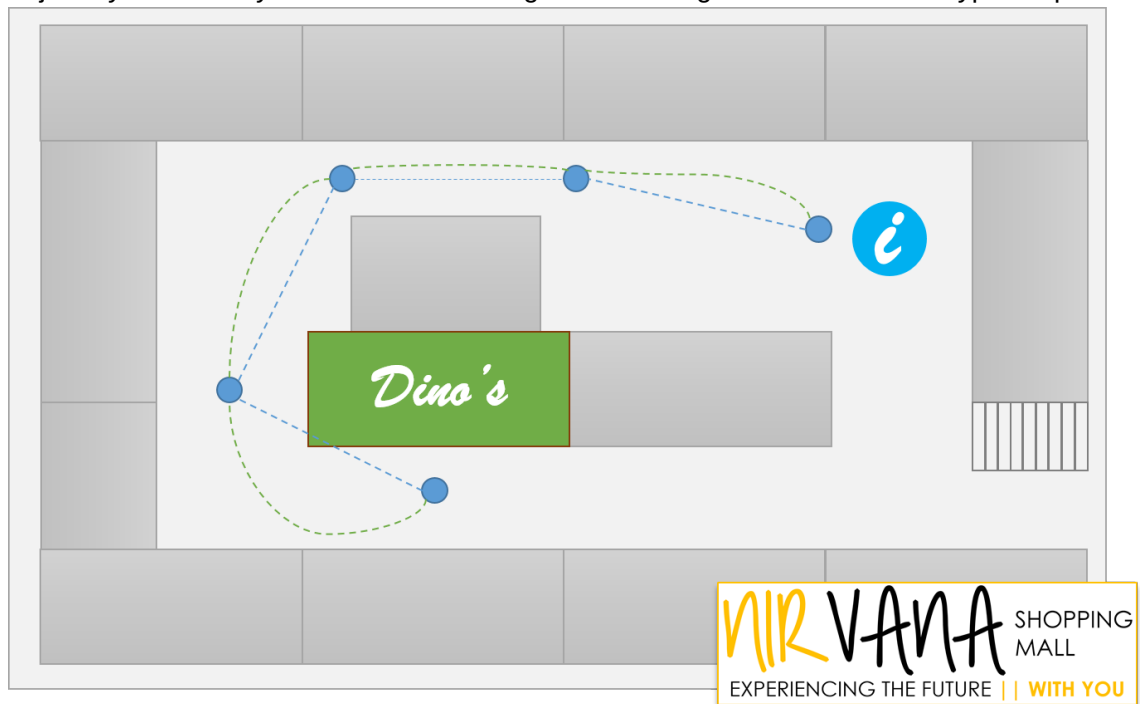 i
Dino's
NIRVANA SHOPPING
MALL
EXPERIENCING THE FUTURE || WITH YOU